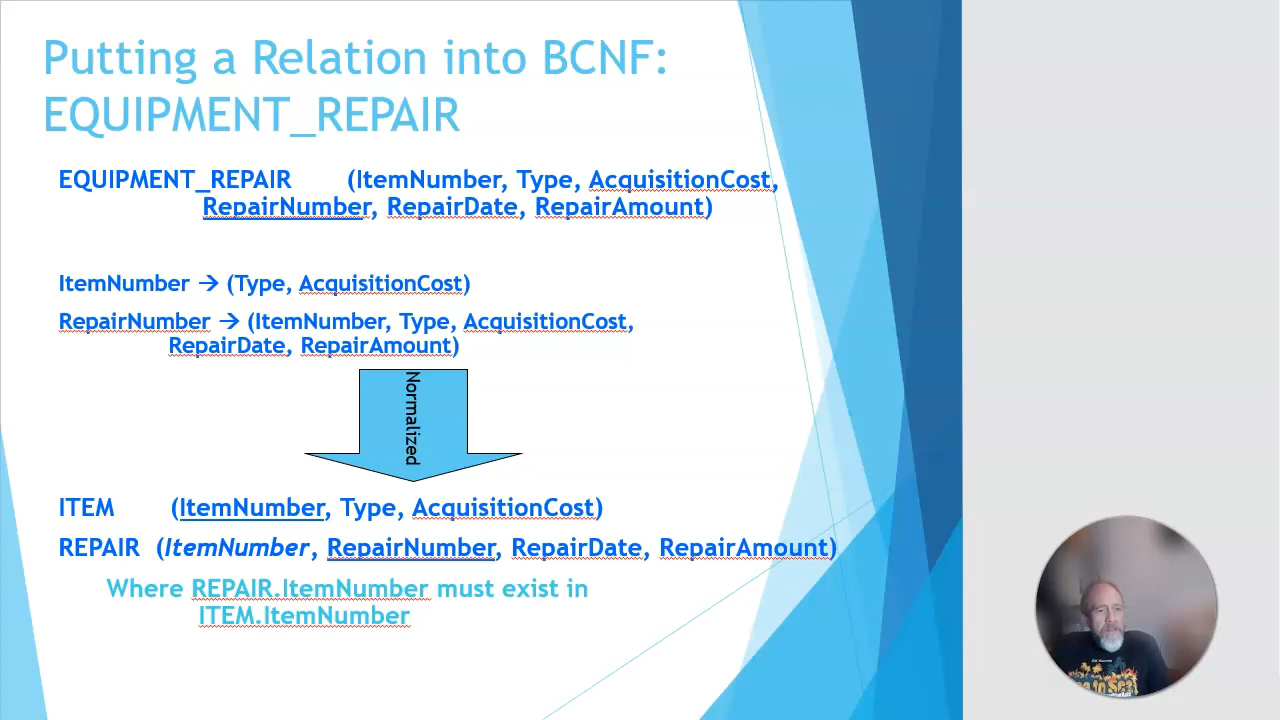 Putting a Relation into BCNF:
EQUIPMENT_REPAIR
EQUIPMENT_REPAIR (ItemNumber, Type, AcquisitionCost,
RepairNumber, RepairDate, RepairAmount)
ItemNumber → (Type, AcquisitionCost)
RepairNumber → (ItemNumber, Type, AcquisitionCost,
RepairDate, RepairAmount)
Normalized
ITEM (ItemNumber, Type, AcquisitionCost)
REPAIR (ItemNumber, RepairNumber, RepairDate, RepairAmount)
Where REPAIR.ItemNumber must exist in
ITEM.ItemNumber